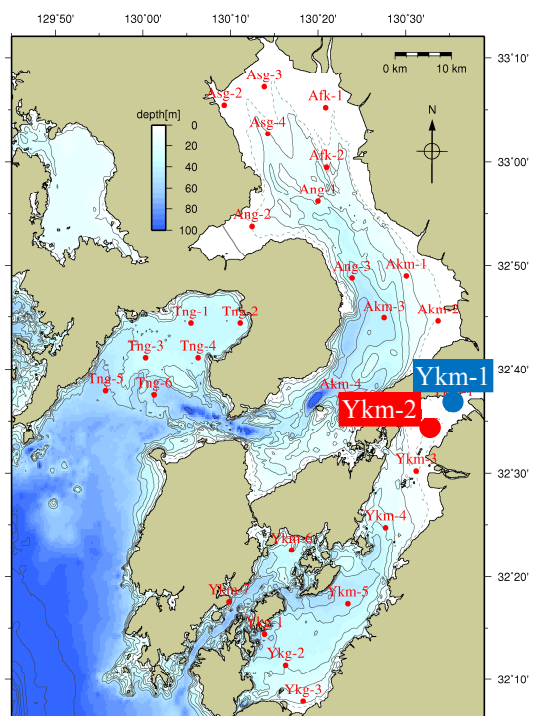 129°50' 130°00' 130°10' 130°20' 130°30'
33°10'
0 km 10 km
Asg-3
Asg-2
Afk-1
depth[m]
0
20
40
60
80
100
Asg-4
N
Afk-2
33°00'
Ang-1
Ang-2
Ang-3
Akm-1
32°50'
Tng-1
Tng-2
Akm-3
Akm-2
Tng-3
Tng-4
32°40'
Tng-5
Tng-6
Akm-4
Ykm-1
Ykm-2
Ykm-3
32°30'
Ykm-4
Ykm-6
32°20'
Ykm-7
Ykm-5
Ykg-1
Ykg-2
32°10'
Ykg-3